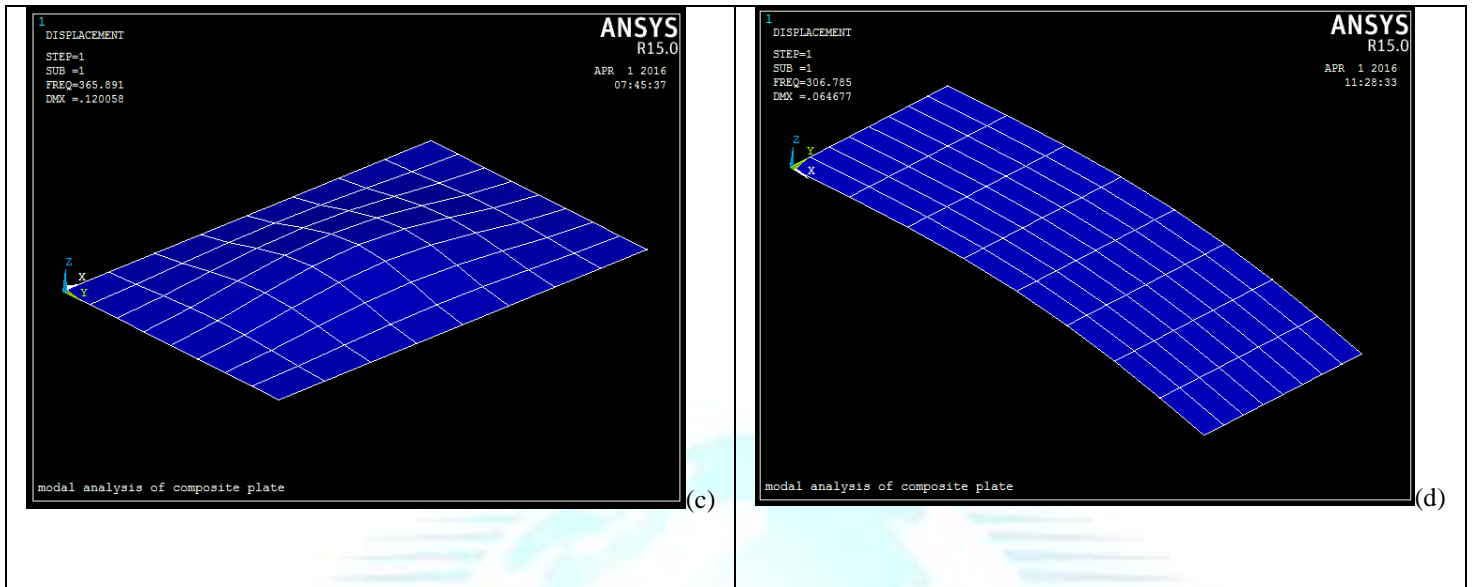 1
DISPLACEMENT
STEP=1
SUB =1
FREQ=365.891
DMX =.120058
ANSYS
R15.0
APR 1 2016
07:45:37
Z
X
Y
modal analysis of composite plate
(c)
1
DISPLACEMENT
STEP=1
SUB =1
FREQ=306.785
DMX =.064677
ANSYS
R15.0
APR 1 2016
11:28:33
Z
Y
X
modal analysis of composite plate
(d)